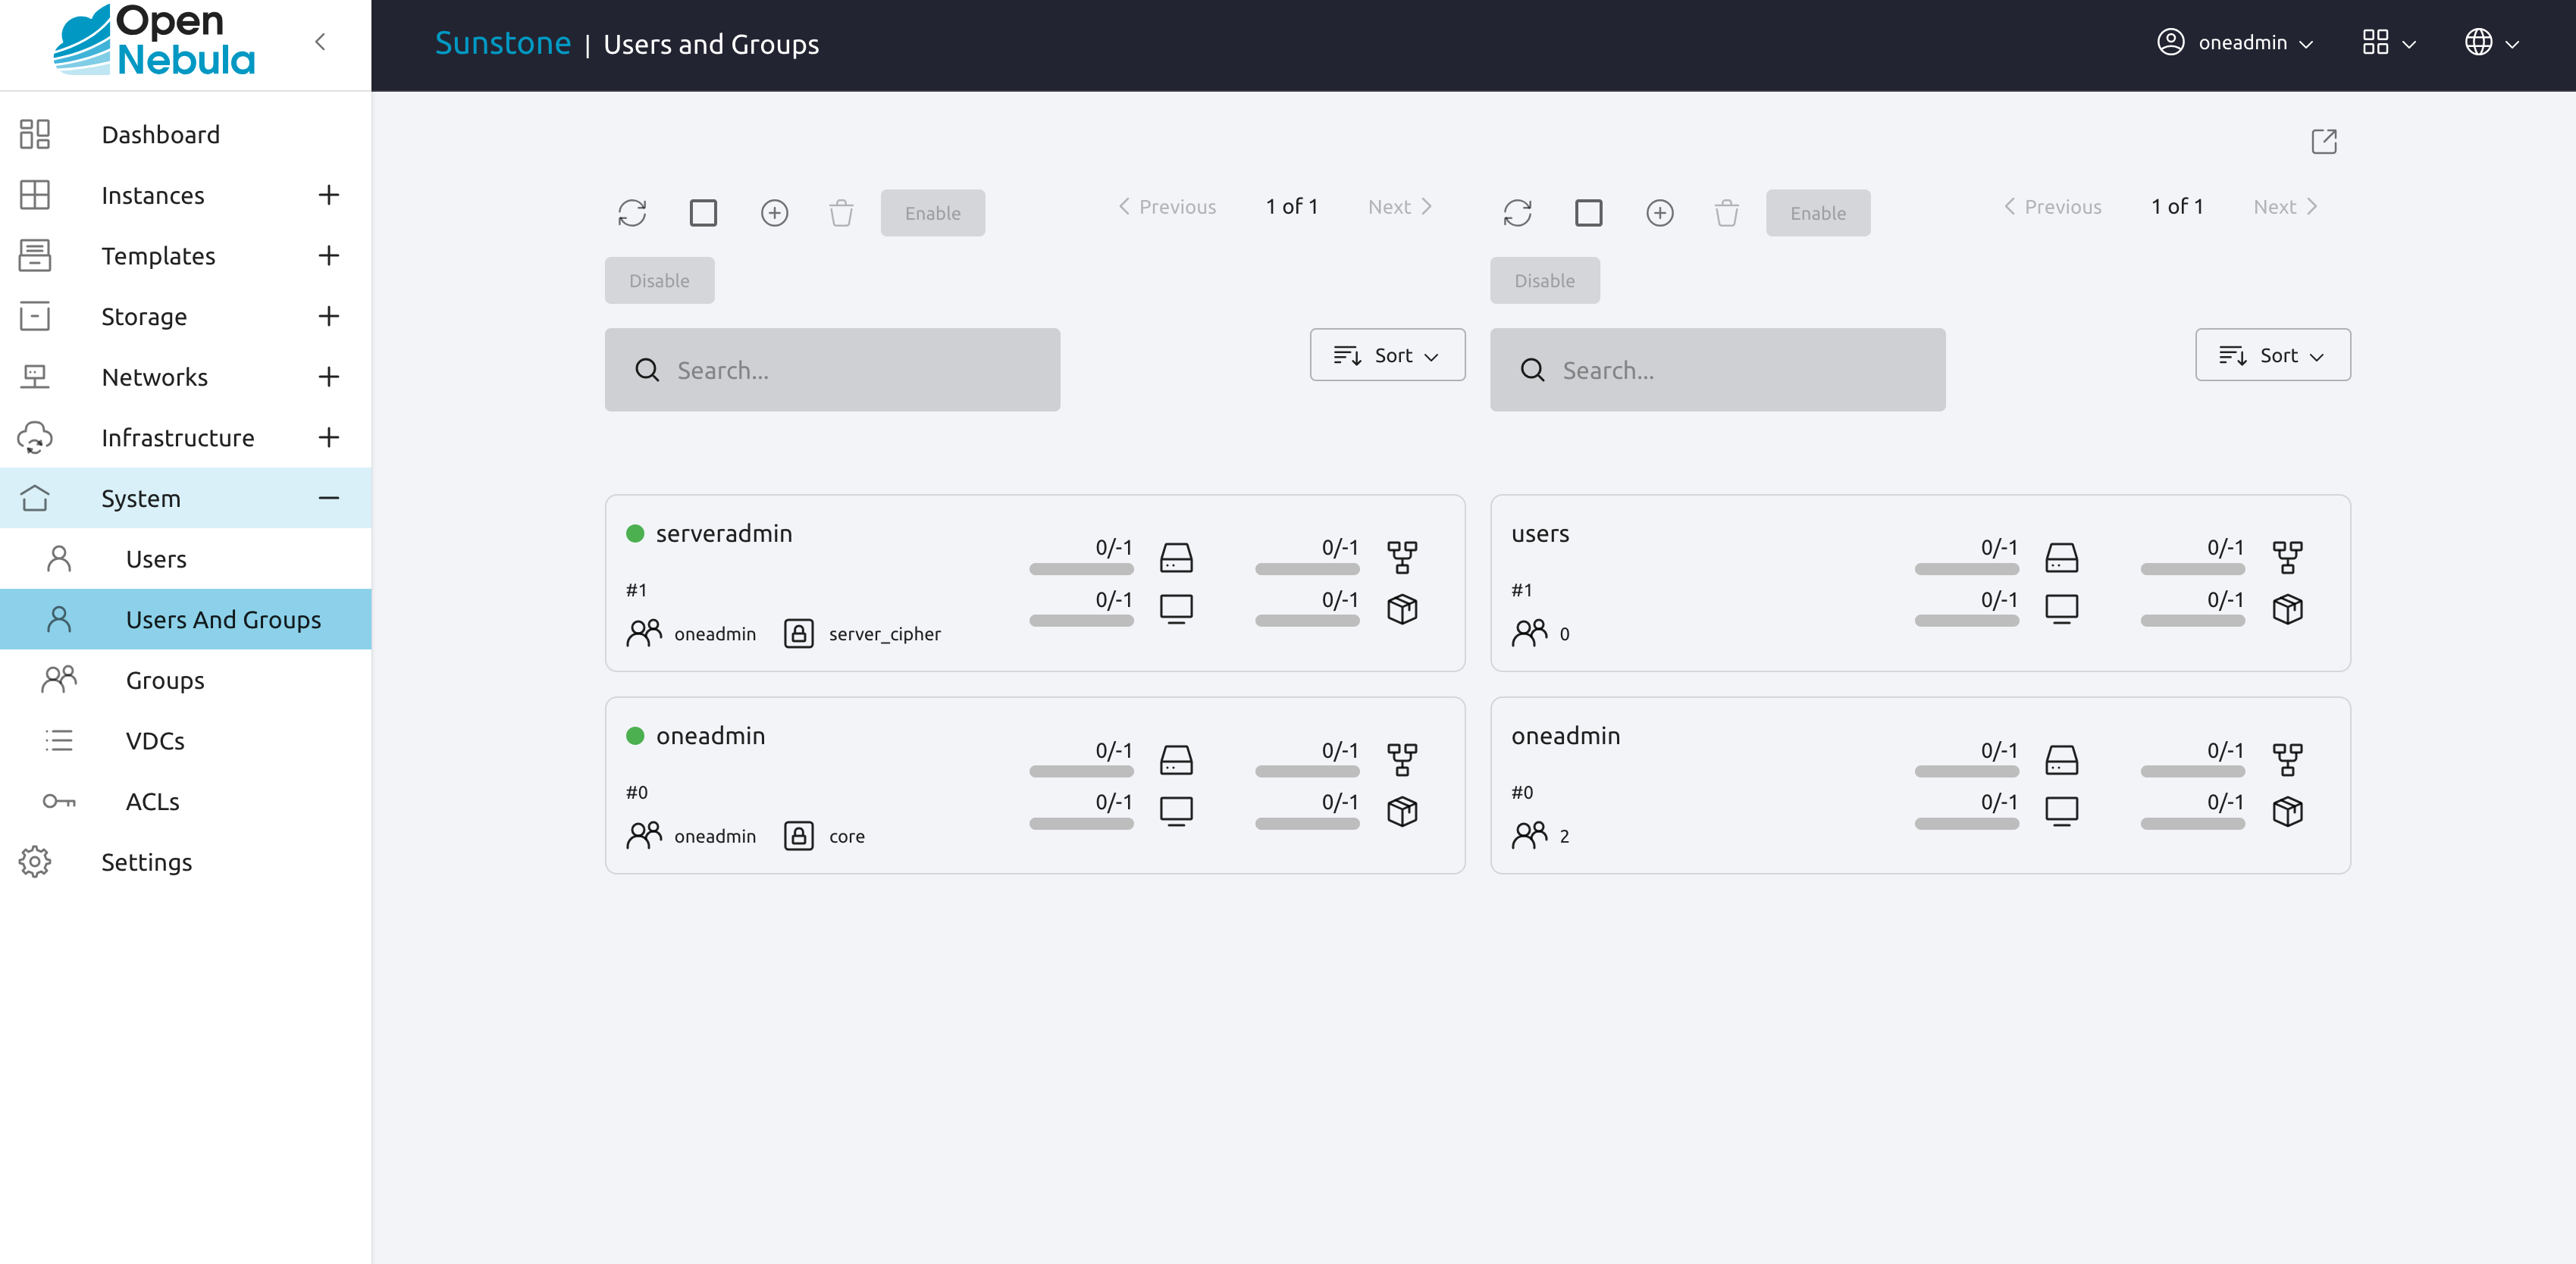 Open
Nebula
Sunstone | Users and Groups
oneadmin
Dashboard
Instances
Templates
Storage
Networks
Infrastructure
System
Users
Users And Groups
Groups
VDCs
ACLs
Settings
Enable
Previous
1 of 1
Next
Disable
Search...
Sort
serveradmin
0/-1
0/-1
#1
0/-1
0/-1
oneadmin
server_cipher
oneadmin
0/-1
0/-1
#0
0/-1
0/-1
oneadmin
core
Enable
Previous
1 of 1
Next
Disable
Search...
Sort
users
0/-1
0/-1
#1
0/-1
0/-1
0
oneadmin
0/-1
0/-1
#0
0/-1
0/-1
2